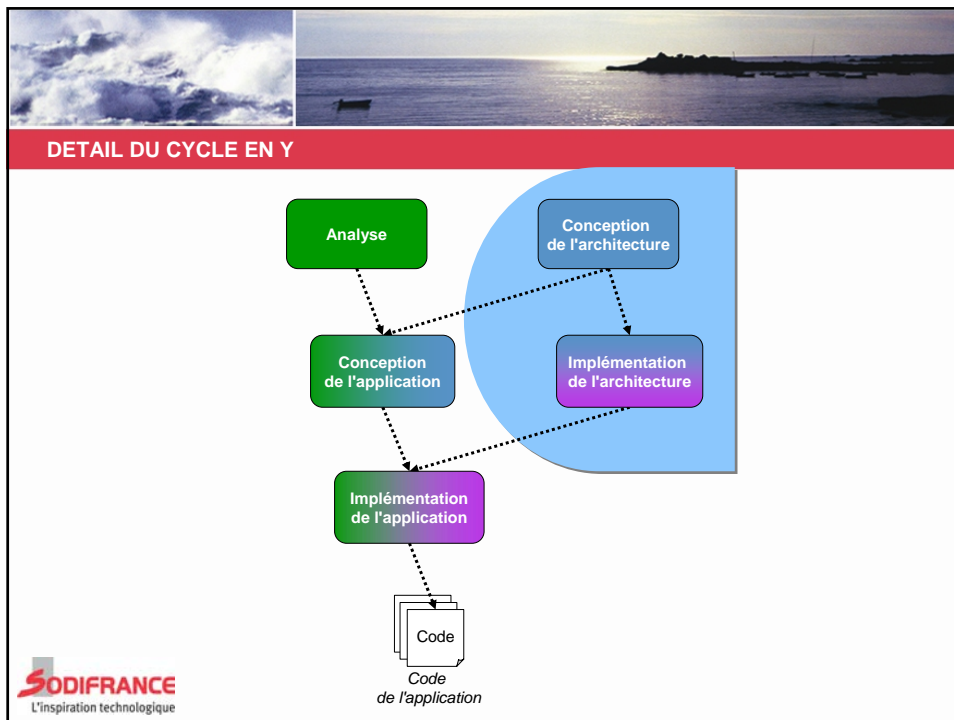 DETAIL DU CYCLE EN Y
Analyse
Conception
de l'architecture
Conception
de l'application
Implémentation
de l'architecture
Implémentation
de l'application
Code
Code
de l'application
SODIFRANCE
L'inspiration technologique